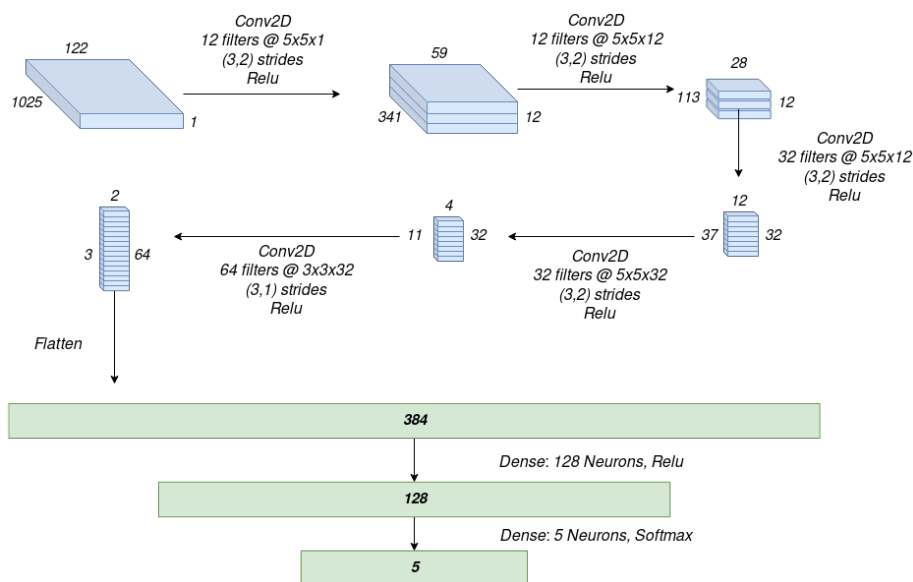 122
1025
1
Conv2D
12 filters @ 5x5x1
(3,2) strides
Relu
59
341
12
Conv2D
12 filters @ 5x5x12
(3,2) strides
Relu
28
113
12
Conv2D
32 filters @ 5x5x12
(3,2) strides
Relu
12
37
32
Conv2D
32 filters @ 5x5x32
(3,2) strides
Relu
4
11
32
Conv2D
64 filters @ 3x3x32
(3,1) strides
Relu
2
3
64
Flatten
384
Dense: 128 Neurons, Relu
128
Dense: 5 Neurons, Softmax
5